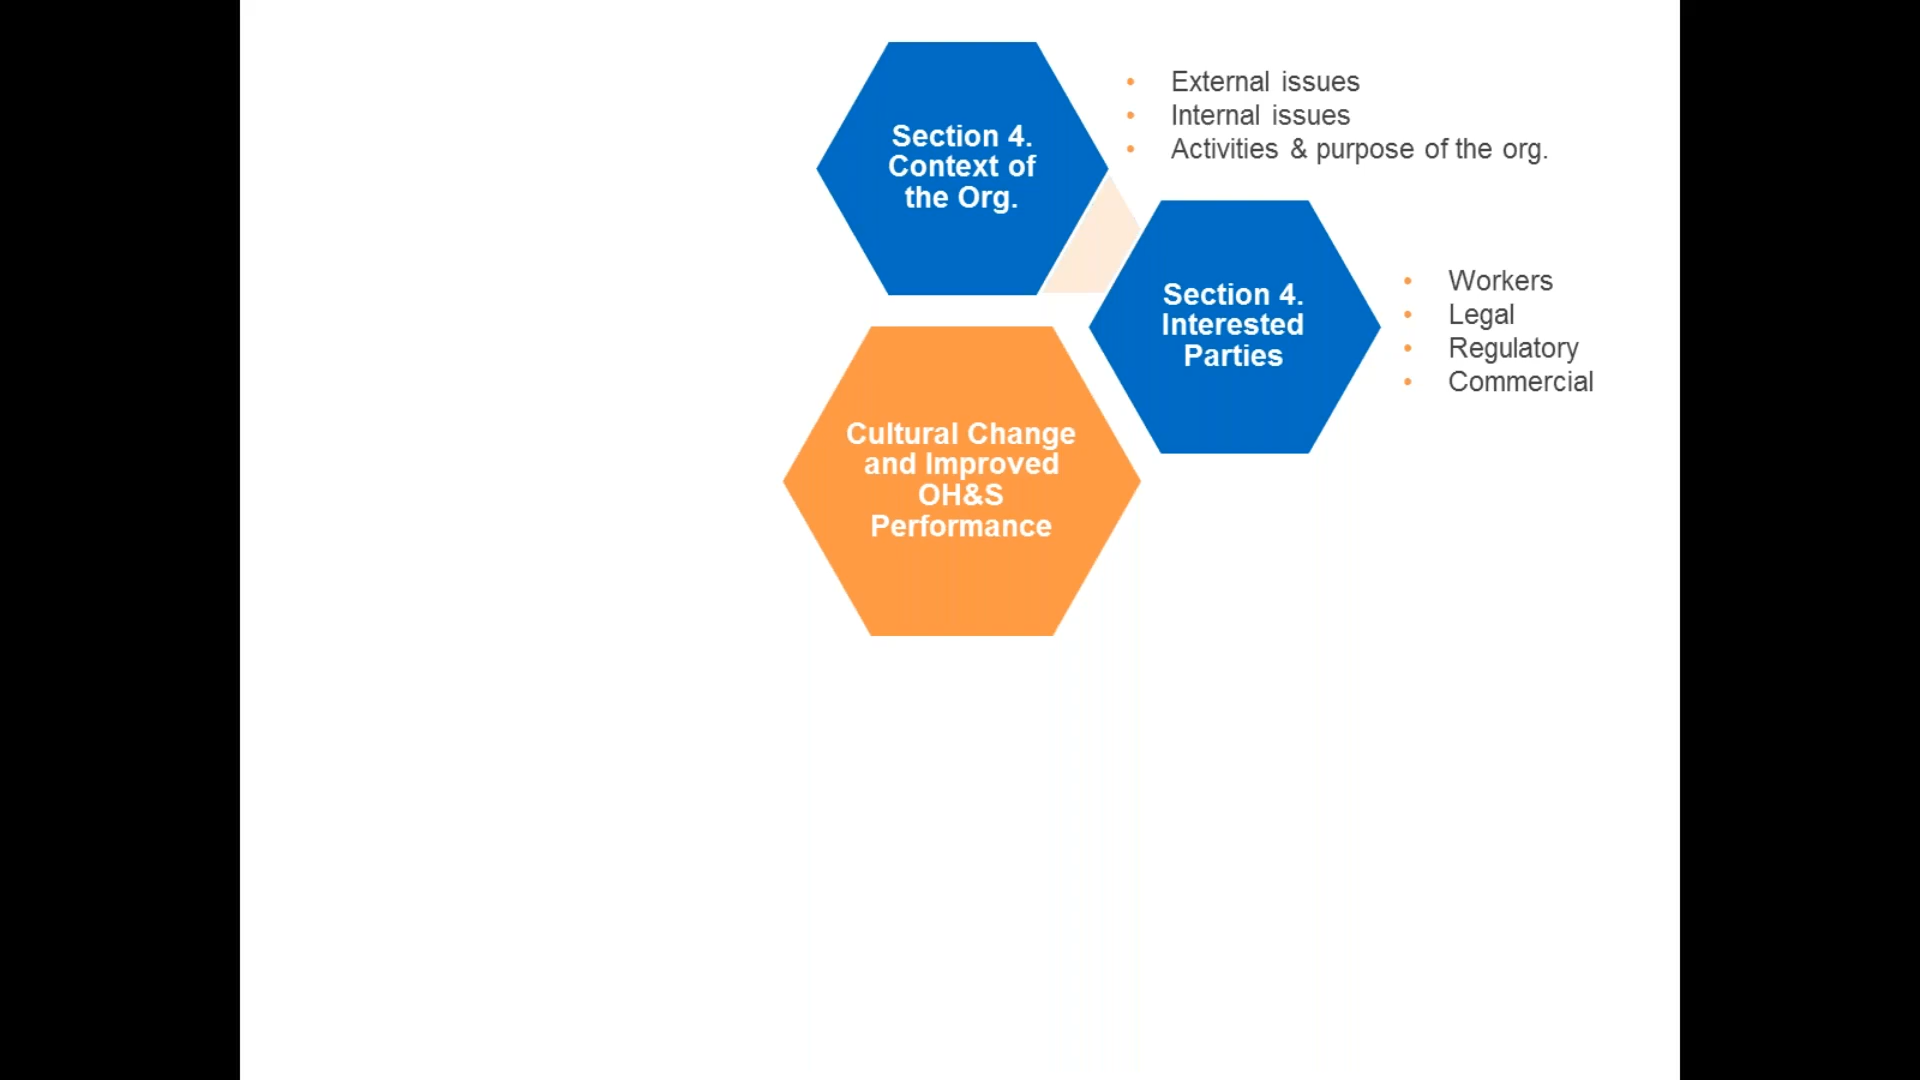 Section 4.
Context of
the Org.
• External issues
• Internal issues
• Activities & purpose of the org.
Section 4.
Interested
Parties
• Workers
• Legal
• Regulatory
• Commercial
Cultural Change
and Improved
OH&S
Performance